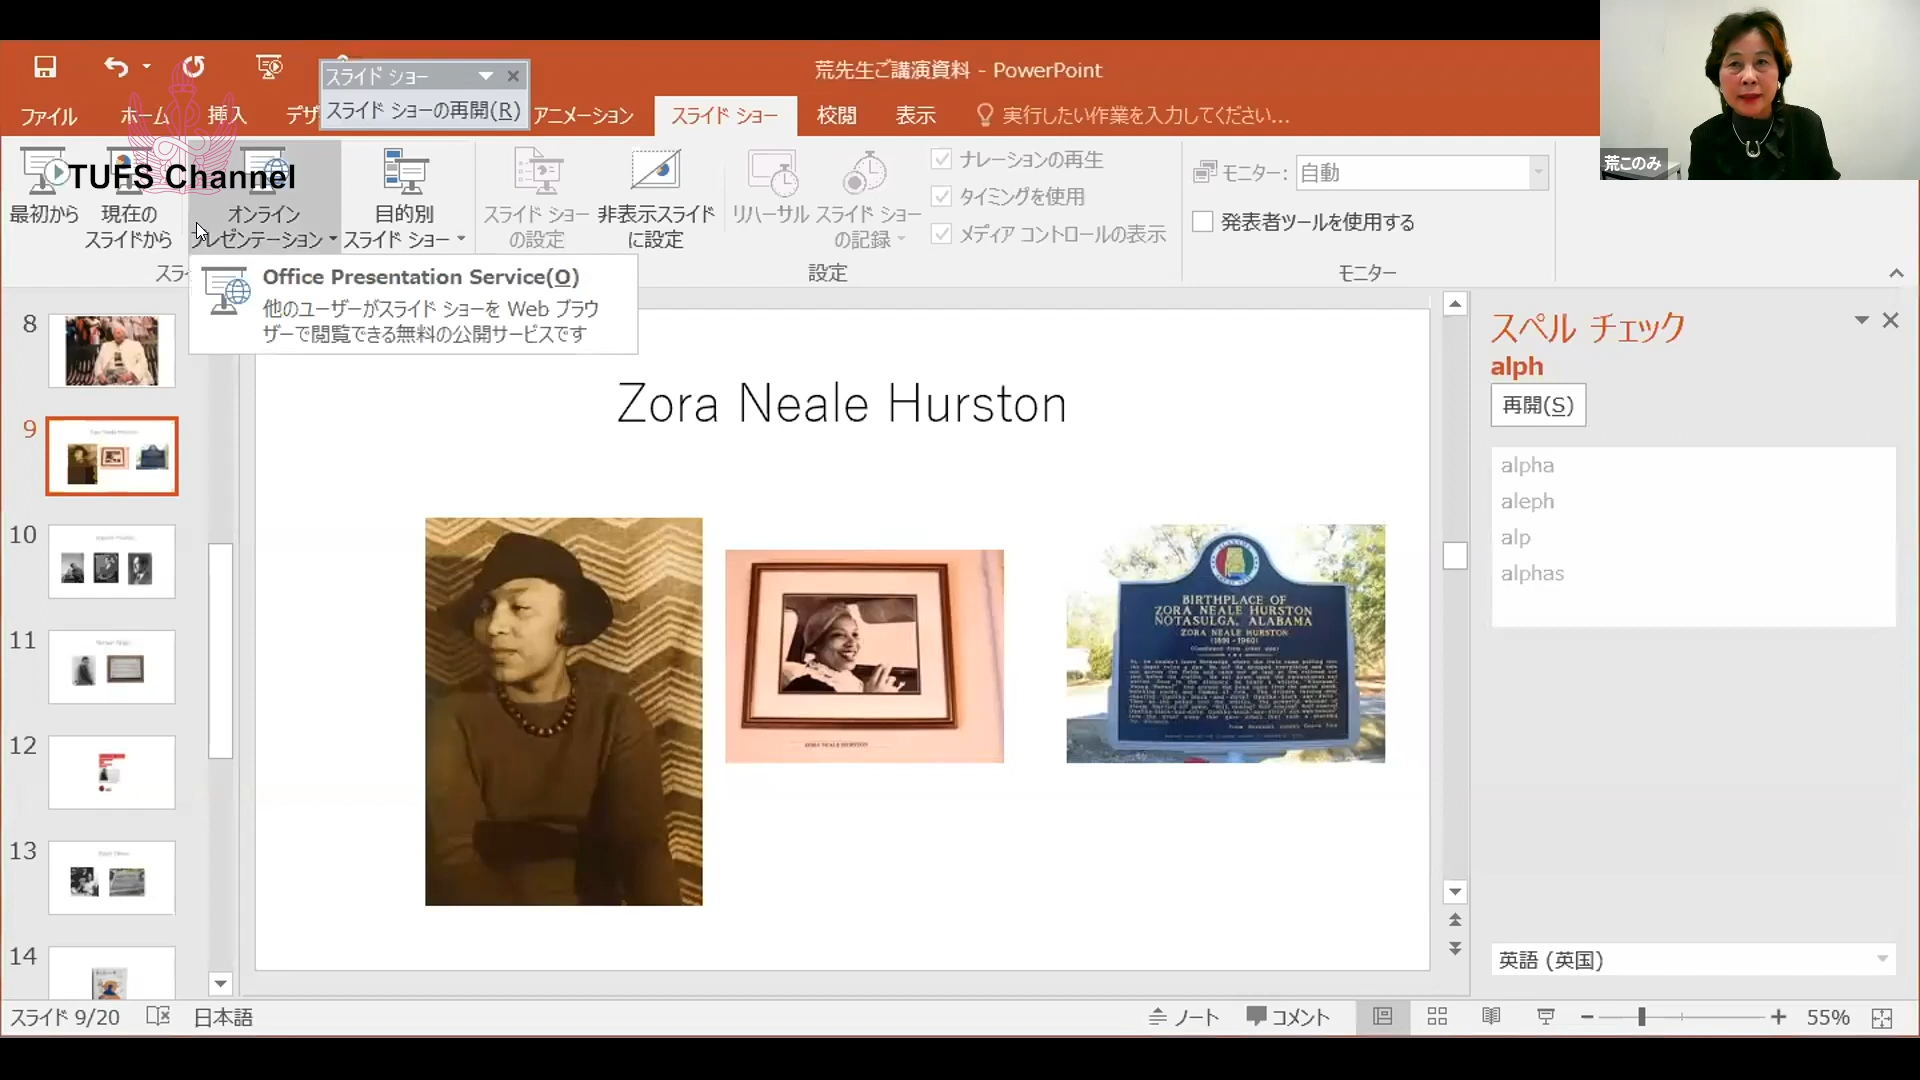 荒先生ご講演資料 - PowerPoint
スライド ショー
スライド ショーの再開(R)
ファイル
ホーム
挿入
デザ
アニメーション
スライド ショー
校閲
表示
実行したい作業を入力してください...
荒このみ
TUFS Channel
最初から
現在の
スライドから
オンライン
プレゼンテーション
目的別
スライド ショー
スライド ショー
の設定
非表示スライド
に設定
リハーサル
スライド ショー
の記録
ナレーションの再生
タイミングを使用
メディア コントロールの表示
モニター:
自動
発表者ツールを使用する
スラ
設定
モニター
Office Presentation Service(O)
他のユーザーがスライド ショーを Web ブラウ
ザーで閲覧できる無料の公開サービスです
8
9
10
11
12
13
14
Zora Neale Hurston
ZORA NEALE HURSTON
BIRTHPLACE OF
ZORA NEALE HURSTON
NOTASULGA, ALABAMA
ZORA NEALE HURSTON
(1891-1960)
スペル チェック
alph
再開(S)
alpha
aleph
alp
alphas
英語 (英国)
スライド 9/20
日本語
ノート
コメント
55%